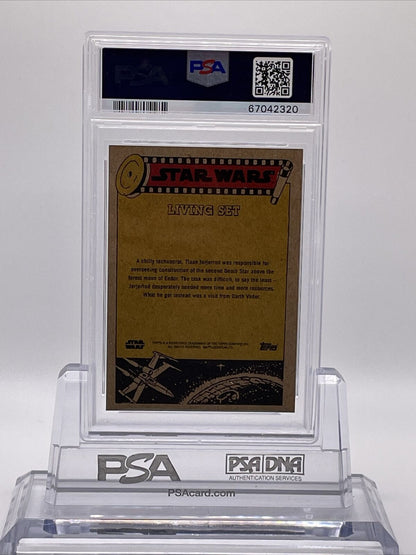 PSA
PSA
67042320
STAR WARS
LIVING SET
A chilly technocrat, Tiaan Jerjerrod was responsible for
overseeing construction of the second Death Star above the
forest moon of Endor. The task was difficult, to say the least –
Jerjerrod desperately needed more time and more resources.
What he got instead was a visit from Darth Vader.
STAR
WARS
TOPPS
PSA
PSA/DNA
AUTHENTICATION SERVICES
PSAcard.com